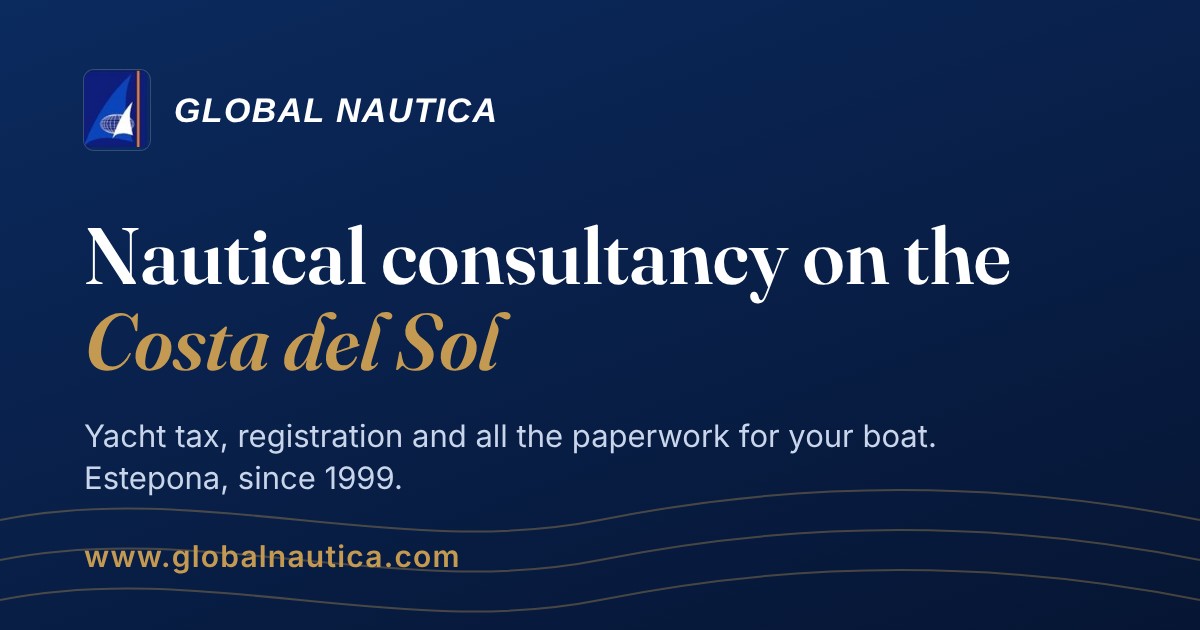 GLOBAL NAUTICA
Nautical consultancy on the
Costa del Sol
Yacht tax, registration and all the paperwork for your boat.
Estepona, since 1999.
www.globalnautica.com